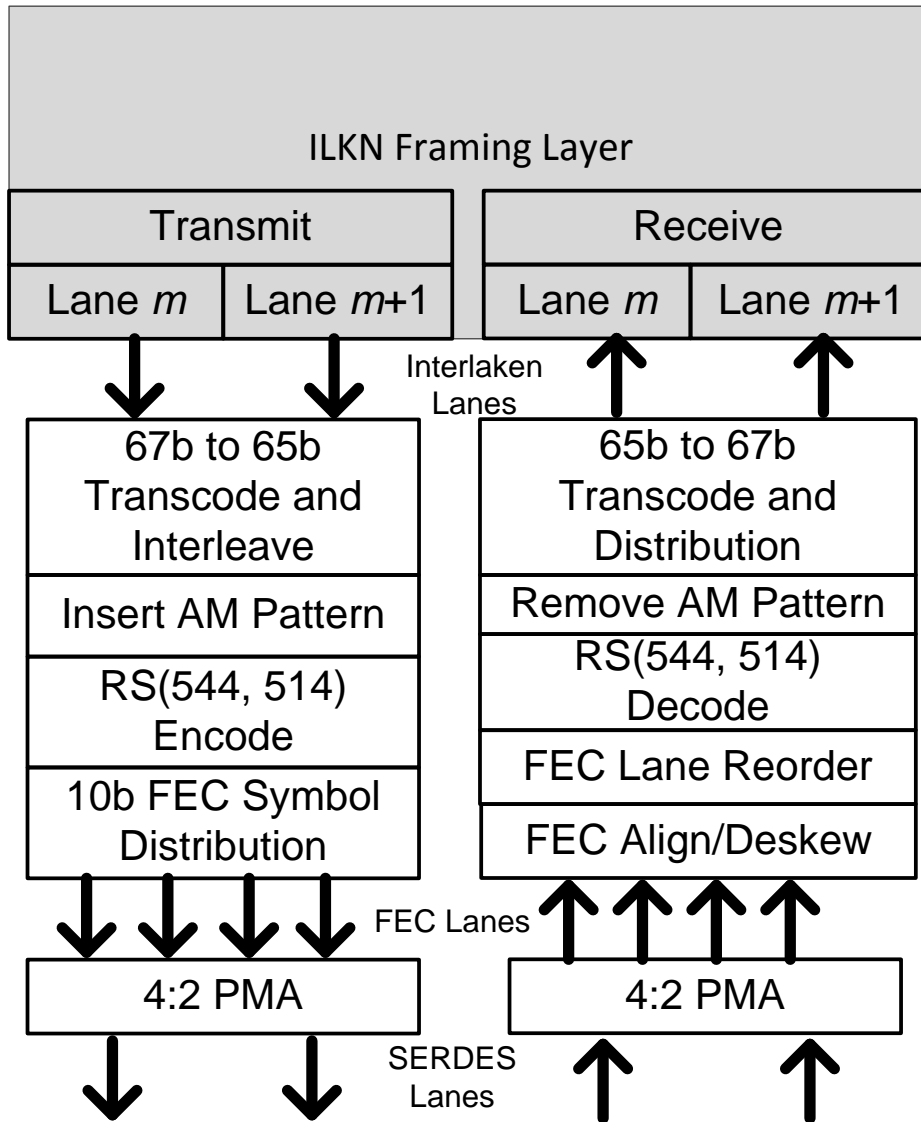 ILKN Framing Layer
Transmit
Lane m
Lane m+1
Receive
Lane m
Lane m+1
Interlaken
Lanes
67b to 65b
Transcode and
Interleave
Insert AM Pattern
RS(544, 514)
Encode
10b FEC Symbol
Distribution
65b to 67b
Transcode and
Distribution
Remove AM Pattern
RS(544, 514)
Decode
FEC Lane Reorder
FEC Align/Deskew
FEC Lanes
4:2 PMA
4:2 PMA
SERDES
Lanes